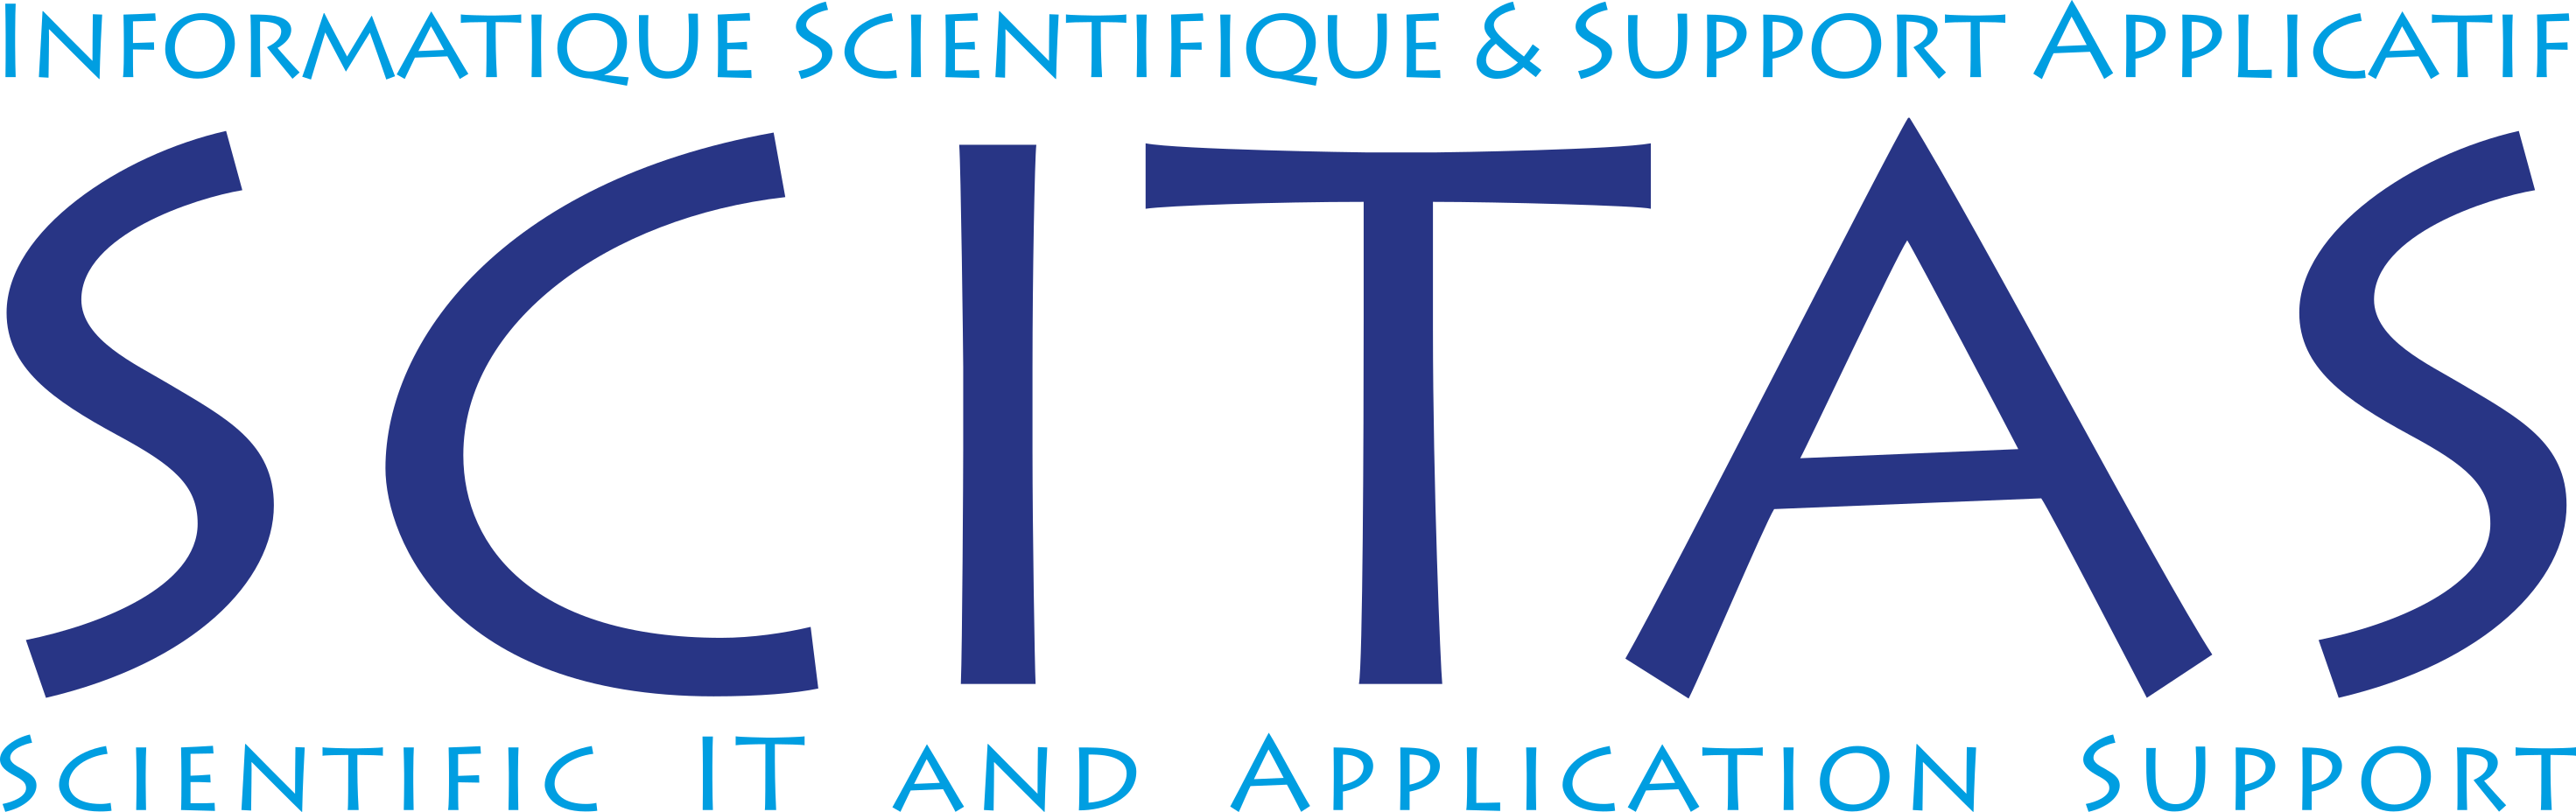 INFORMATIQUE SCIENTIFIQUE & SUPPORT APPLICATIF
SCITAS
SCIENTIFIC IT AND APPLICATION SUPPORT